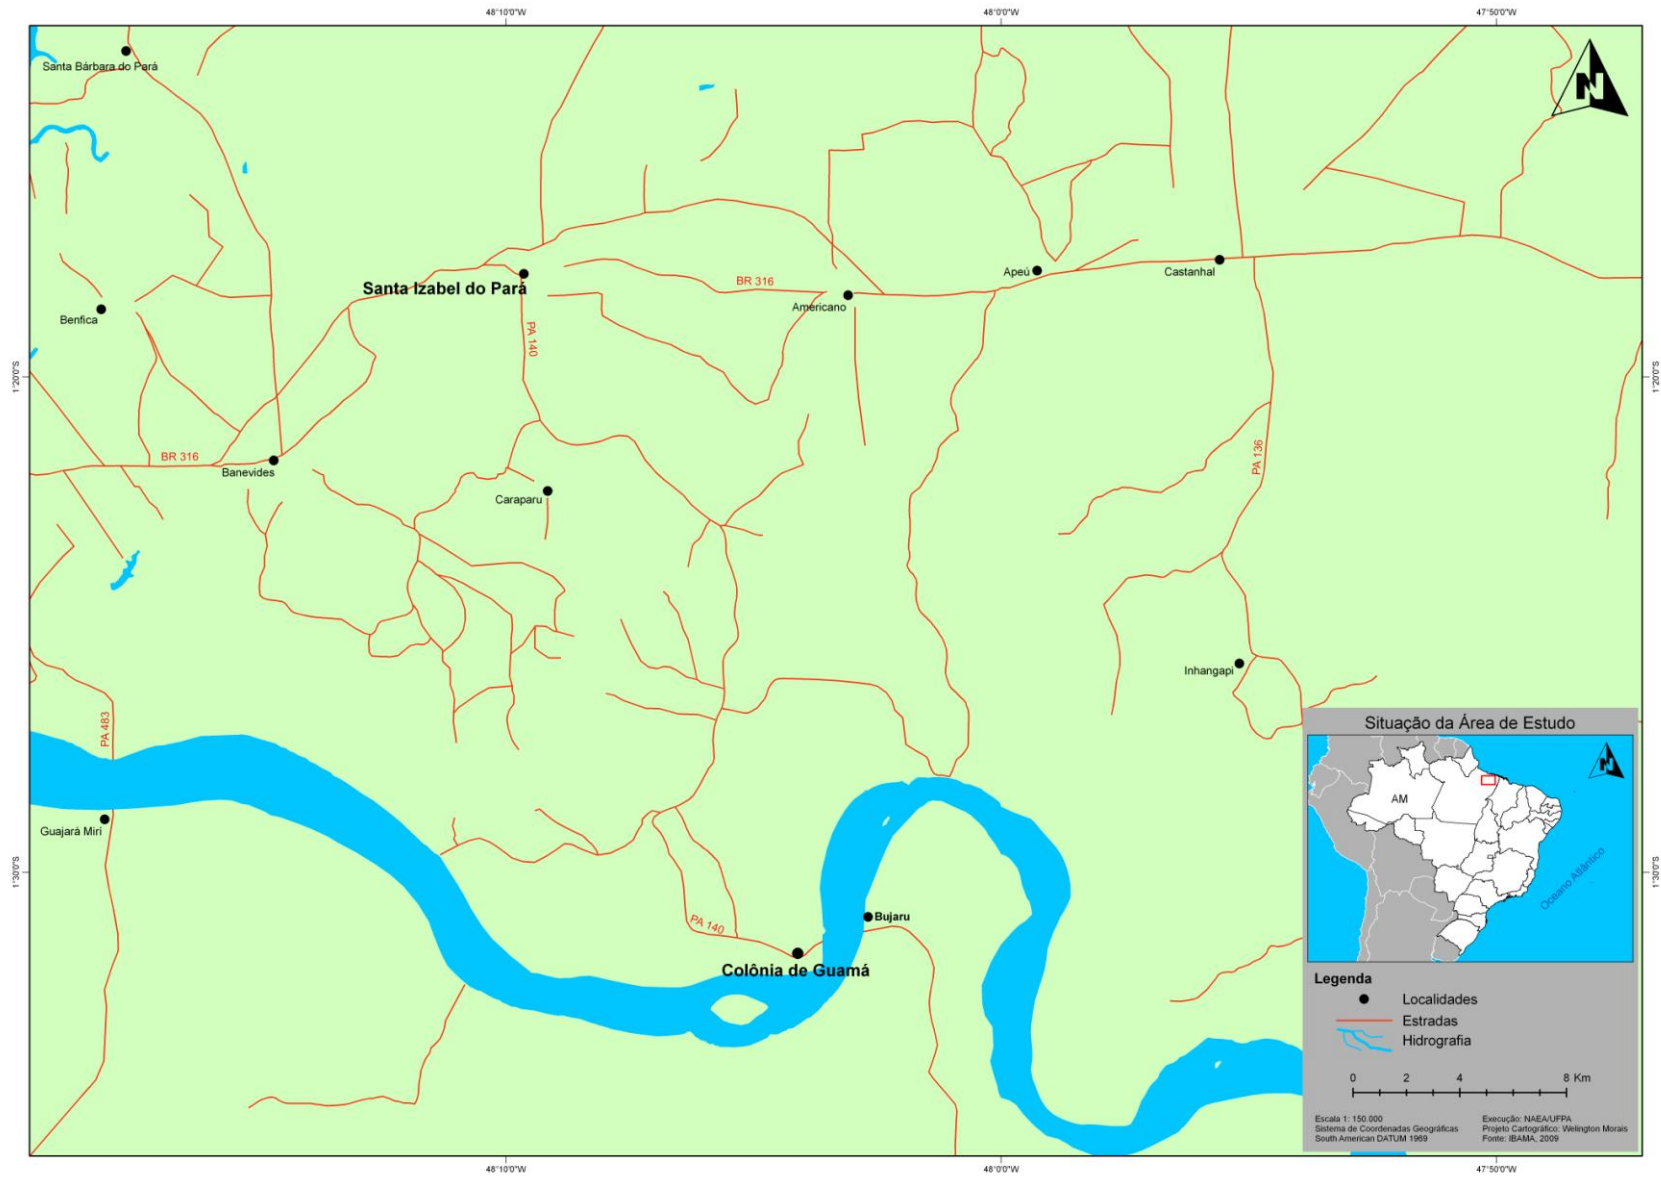 48°10'0"W
48°0'0"W
47°50'0"W
Santa Bárbara do Pará
N
Santa Izabel do Pará
BR 316
Apeú
Castanhal
Americano
Benfica
PA 140
1°20'0"S
1°20'0"S
BR 316
Banevides
Caraparu
PA 136
Inhangapi
PA 483
Guajará Miri
1°30'0"S
1°30'0"S
Bujaru
PA 140
Colônia de Guamá
Situação da Área de Estudo
N
AM
Oceano Atlântico
Legenda
Localidades
Estradas
Hidrografia
0 2 4 8 Km
Escala 1: 150.000
Sistema de Coordenadas Geográficas
South American DATUM 1969
Execução: NAEA/UFPA
Projeto Cartográfico: Welington Morais
Fonte: IBAMA, 2009
48°10'0"W
48°0'0"W
47°50'0"W